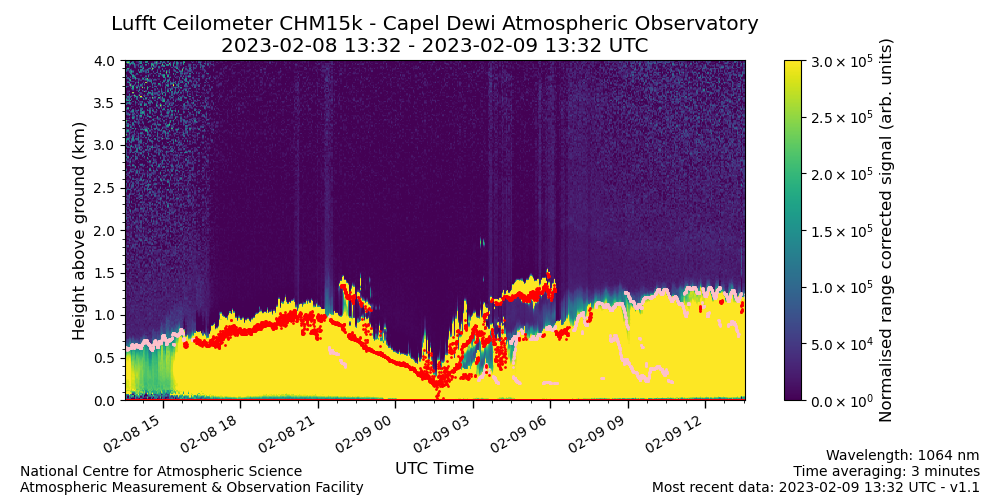 Lufft Ceilometer CHM15k - Capel Dewi Atmospheric Observatory
2023-02-08 13:32 - 2023-02-09 13:32 UTC
Height above ground (km)
4.0
3.5
3.0
2.5
2.0
1.5
1.0
0.5
0.0
02-08 15
02-08 18
02-08 21
02-09 00
02-09 03
02-09 06
02-09 09
02-09 12
UTC Time
3.0 × 10⁵
2.5 × 10⁵
2.0 × 10⁵
1.5 × 10⁵
1.0 × 10⁵
5.0 × 10⁴
0.0 × 10⁰
Normalised range corrected signal (arb. units)
National Centre for Atmospheric Science
Atmospheric Measurement & Observation Facility
Wavelength: 1064 nm
Time averaging: 3 minutes
Most recent data: 2023-02-09 13:32 UTC - v1.1